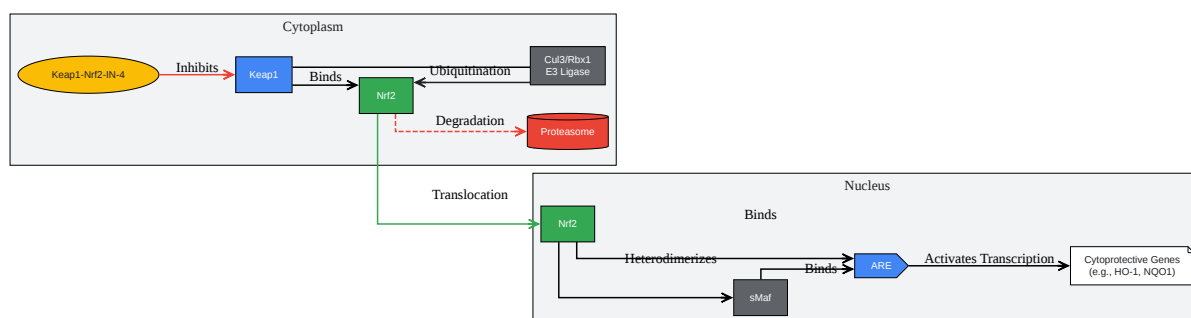 Cytoplasm
Keap1-Nrf2-IN-4
Inhibits
Keap1
Binds
Nrf2
Ubiquitination
Cul3/Rbx1
E3 Ligase
Degradation
Proteasome
Translocation
Nucleus
Nrf2
Binds
Heterodimerizes
sMaf
Binds
ARE
Activates Transcription
Cytoprotective Genes
(e.g., HO-1, NQO1)